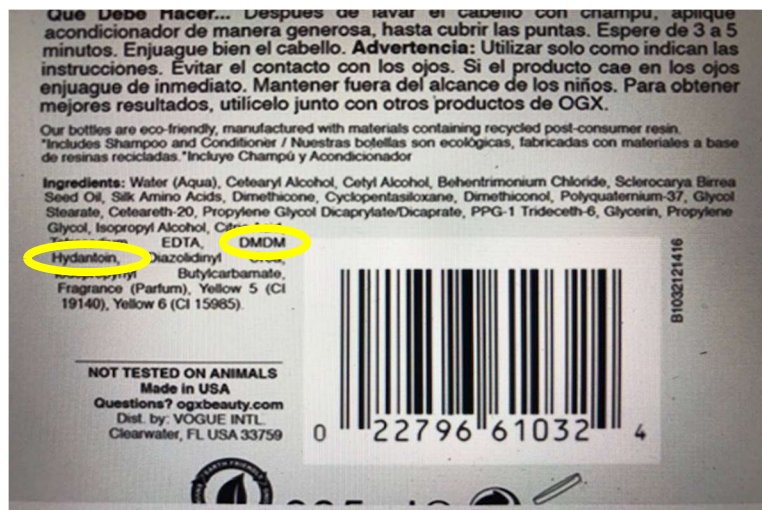 Que Debe Hacer... Después de lavar el cabello con champú, aplique
acondicionador de manera generosa, hasta cubrir las puntas. Espere de 3 a 5
minutos. Enjuague bien el cabello. Advertencia: Utilizar solo como indican las
instrucciones. Evitar el contacto con los ojos. Si el producto cae en los ojos
enjuague de inmediato. Mantener fuera del alcance de los niños. Para obtener
mejores resultados, utilícelo junto con otros productos de OGX.
Our bottles are eco-friendly, manufactured with materials containing recycled post-consumer resin.
*Includes Shampoo and Conditioner / Nuestras botellas son ecológicas, fabricadas con materiales a base
de resinas recicladas. *Incluye Champú y Acondicionador
Ingredients: Water (Aqua), Cetearyl Alcohol, Cetyl Alcohol, Behentrimonium Chloride, Sclerocarya Birrea
Seed Oil, Silk Amino Acids, Dimethicone, Cyclopentasiloxane, Dimethiconol, Polyquaternium-37, Glycol
Stearate, Ceteareth-20, Propylene Glycol Dicaprylate/Dicaprate, PPG-1 Trideceth-6, Glycerin, Propylene
Glycol, Isopropyl Alcohol, Citric Acid,
EDTA, DMDM
Hydantoin, Diazolidinyl Urea,
Butylcarbamate,
Fragrance (Parfum), Yellow 5 (CI
19140), Yellow 6 (CI 15985).
NOT TESTED ON ANIMALS
Made in USA
Questions? ogxbeauty.com
Dist. by: VOGUE INTL.
Clearwater, FL USA 33759
B1032121416
0 22796 61032 4
EARTH FRIENDLY